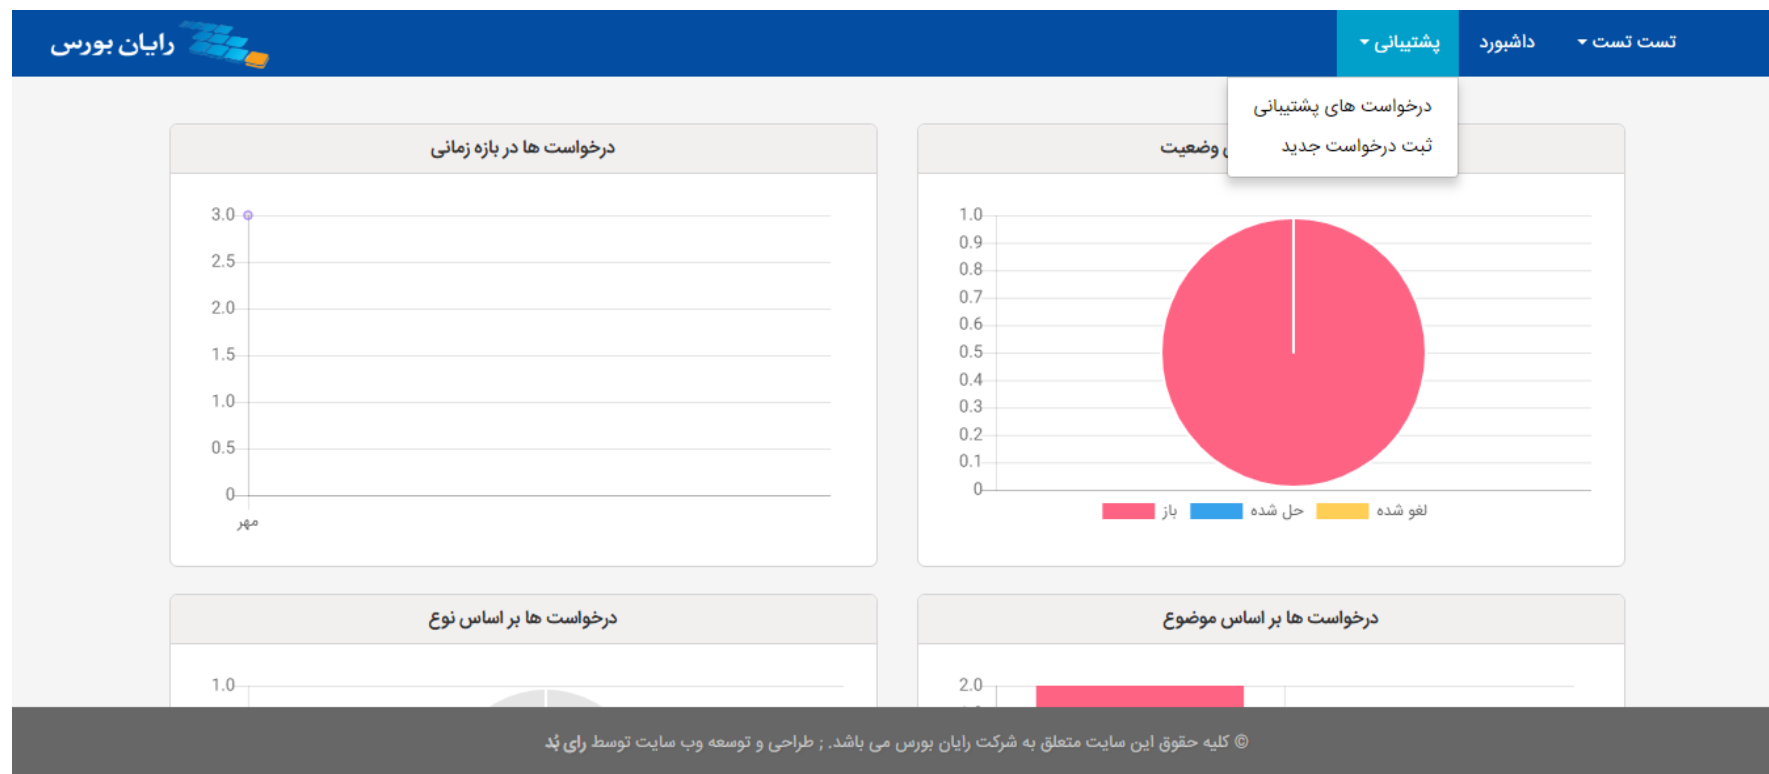 تست تست
داشبورد
پشتیبانی
رایان بورس
درخواست های پشتیبانی
ثبت درخواست جدید
وضعیت
1.0
0.9
0.8
0.7
0.6
0.5
0.4
0.3
0.2
0.1
0
باز
حل شده
لغو شده
درخواست ها در بازه زمانی
3.0
2.5
2.0
1.5
1.0
0.5
0
مهر
درخواست ها بر اساس موضوع
2.0
درخواست ها بر اساس نوع
1.0
© کلیه حقوق این سایت متعلق به شرکت رایان بورس می باشد. ; طراحی و توسعه وب سایت توسط رای بُد